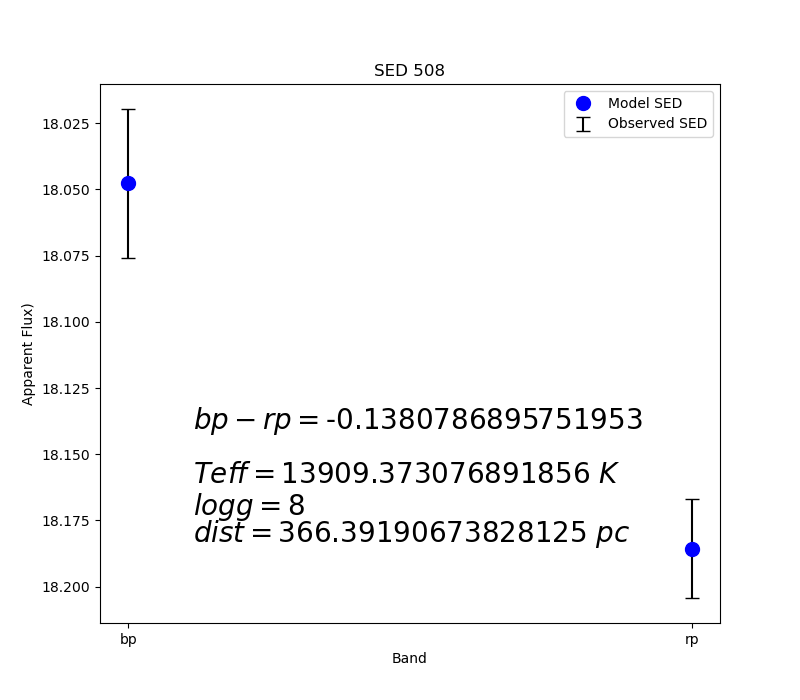 SED 508
Model SED
Observed SED
18.025
18.050
18.075
18.100
18.125
18.150
18.175
18.200
Apparent Flux)
bp − rp = -0.1380786895751953
Teff = 13909.373076891856 K
logg = 8
dist = 366.39190673828125 pc
bp
rp
Band